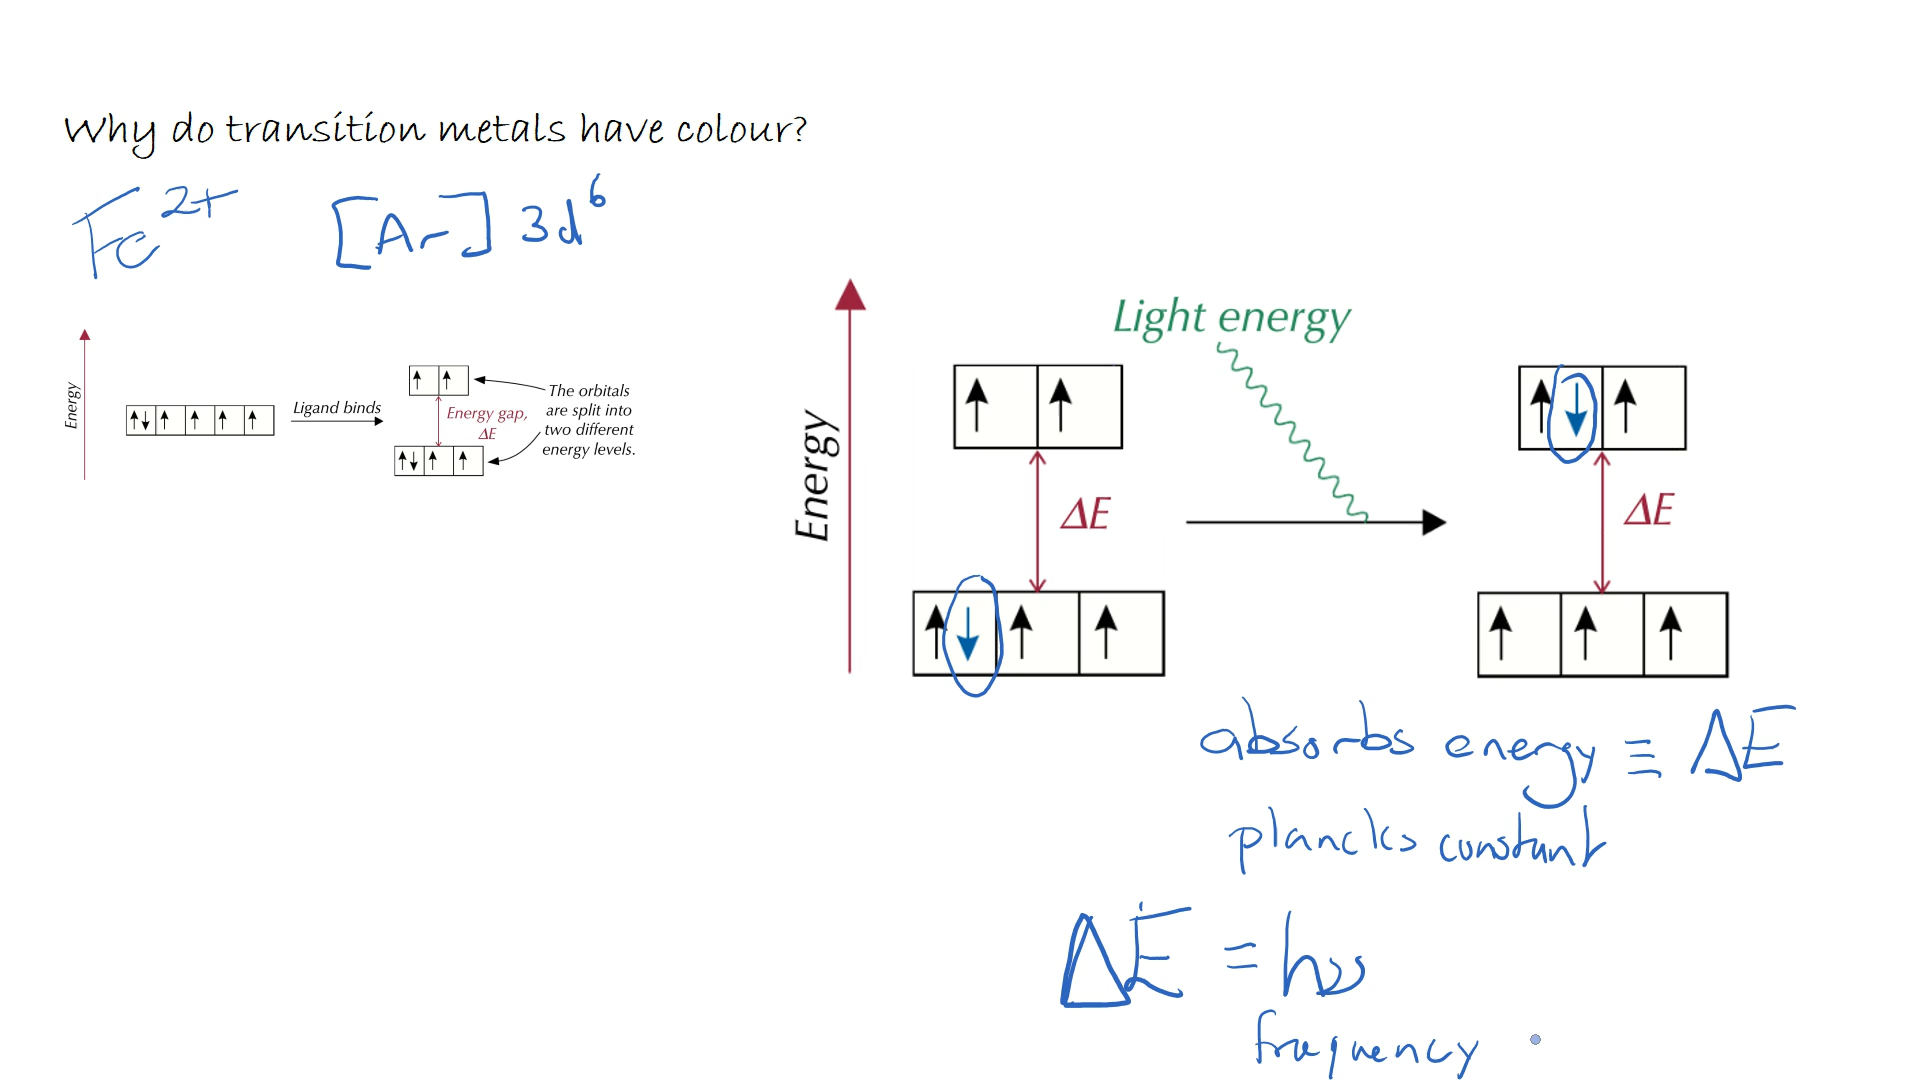 Why do transition metals have colour?
Fe²⁺ [Ar] 3d⁶
Energy
Ligand binds
Energy gap,
ΔE
The orbitals
are split into
two different
energy levels.
Energy
Light energy
ΔE
ΔE
absorbs energy ≡ ΔE
plancks constant
ΔE = hν
frequency